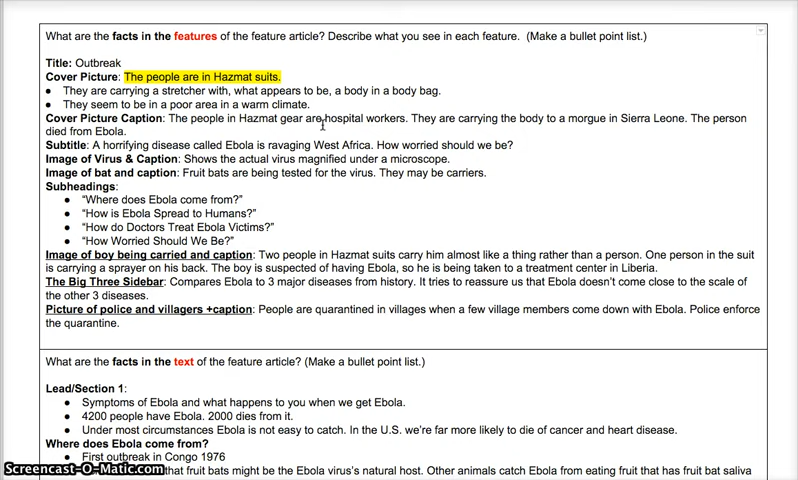 What are the facts in the features of the feature article? Describe what you see in each feature. (Make a bullet point list.)
Title: Outbreak
Cover Picture: The people are in Hazmat suits.
● They are carrying a stretcher with, what appears to be, a body in a body bag.
● They seem to be in a poor area in a warm climate.
Cover Picture Caption: The people in Hazmat gear are hospital workers. They are carrying the body to a morgue in Sierra Leone. The person
died from Ebola.
Subtitle: A horrifying disease called Ebola is ravaging West Africa. How worried should we be?
Image of Virus & Caption: Shows the actual virus magnified under a microscope.
Image of bat and caption: Fruit bats are being tested for the virus. They may be carriers.
Subheadings:
● “Where does Ebola come from?”
● “How is Ebola Spread to Humans?”
● “How do Doctors Treat Ebola Victims?”
● “How Worried Should We Be?”
Image of boy being carried and caption: Two people in Hazmat suits carry him almost like a thing rather than a person. One person in the suit
is carrying a sprayer on his back. The boy is suspected of having Ebola, so he is being taken to a treatment center in Liberia.
The Big Three Sidebar: Compares Ebola to 3 major diseases from history. It tries to reassure us that Ebola doesn’t come close to the scale of
the other 3 diseases.
Picture of police and villagers +caption: People are quarantined in villages when a few village members come down with Ebola. Police enforce
the quarantine.
What are the facts in the text of the feature article? (Make a bullet point list.)
Lead/Section 1:
● Symptoms of Ebola and what happens to you when we get Ebola.
● 4200 people have Ebola. 2000 dies from it.
● Under most circumstances Ebola is not easy to catch. In the U.S. we’re far more likely to die of cancer and heart disease.
Where does Ebola come from?
● First outbreak in Congo 1976
that fruit bats might be the Ebola virus’s natural host. Other animals catch Ebola from eating fruit that has fruit bat saliva
Screencast-O-Matic.com